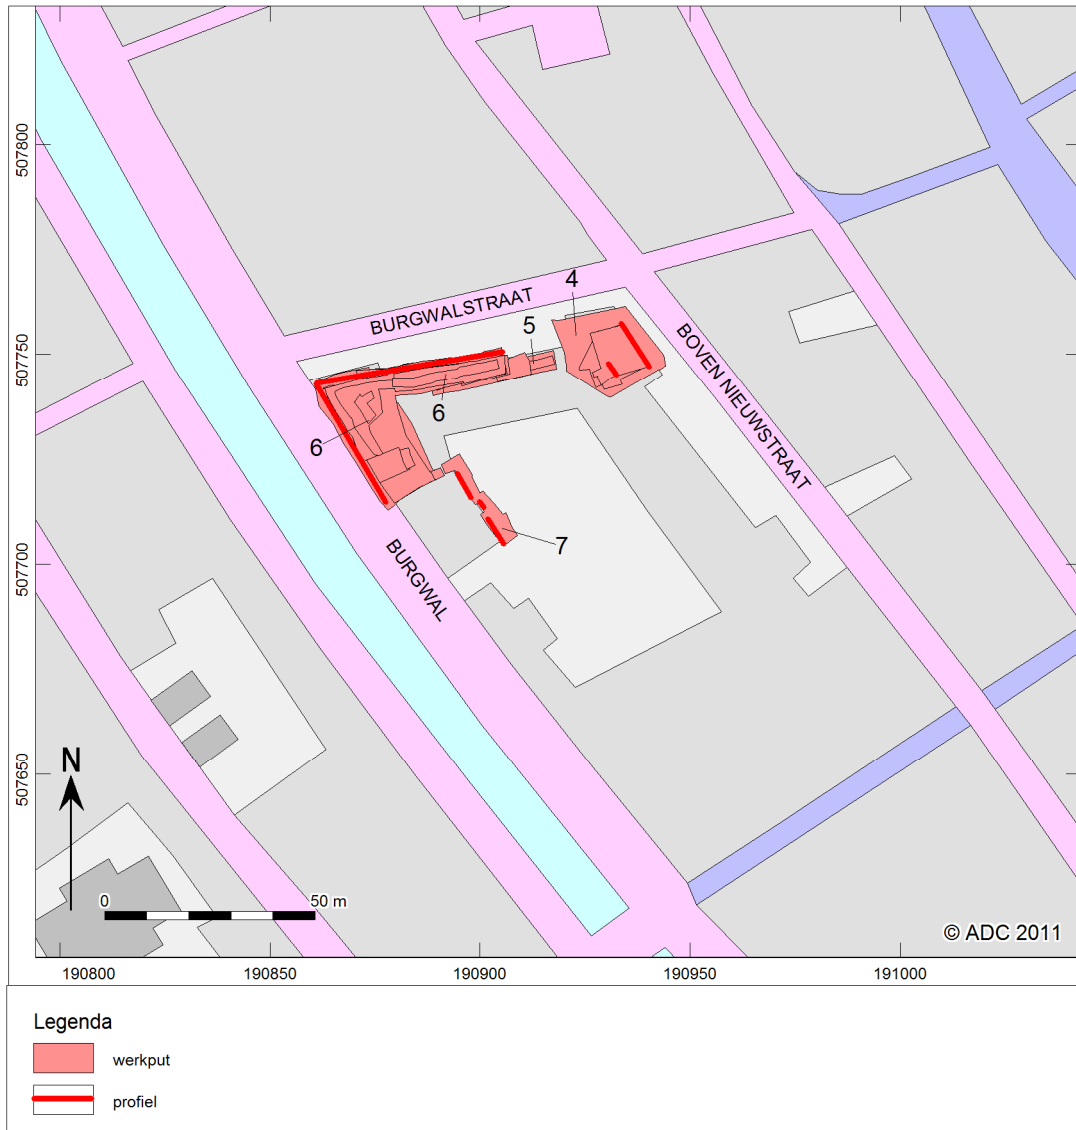 507800
BURGWALSTRAAT
4
5
BOVEN NIEUWSTRAAT
507750
6
6
7
BURGWAL
507700
507650
N
0 50 m
© ADC 2011
190800 190850 190900 190950 191000
Legenda
werkput
profiel